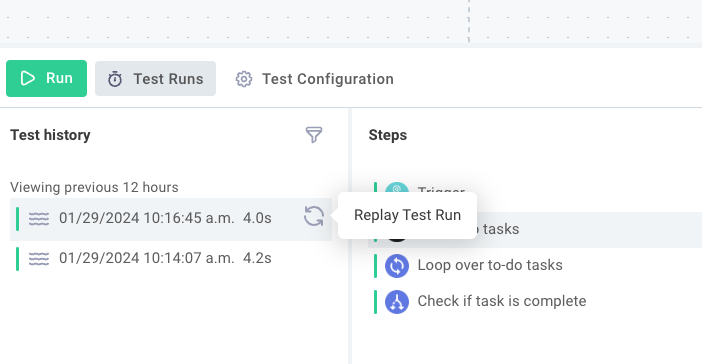 Run
Test Runs
Test Configuration
Test history
Viewing previous 12 hours
01/29/2024 10:16:45 a.m. 4.0s
01/29/2024 10:14:07 a.m. 4.2s
Replay Test Run
Steps
Trigger
tasks
Loop over to-do tasks
Check if task is complete